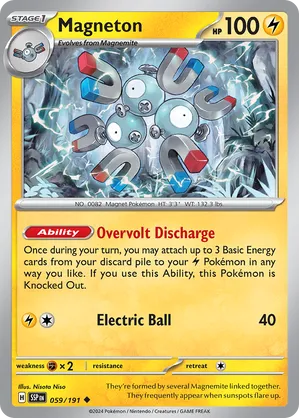 STAGE 1
Magneton
HP 100
Evolves from Magnemite
NO. 0082 Magnet Pokémon HT: 3'3" WT: 132.3 lbs.
Ability Overvolt Discharge
Once during your turn, you may attach up to 3 Basic Energy
cards from your discard pile to your Pokémon in any
way you like. If you use this Ability, this Pokémon is
Knocked Out.
Electric Ball 40
weakness ×2 resistance retreat
Illus. Nisota Niso
They're formed by several Magnemite linked together.
They frequently appear when sunspots flare up.
H SSP EN 059/191
©2024 Pokémon / Nintendo / Creatures / GAME FREAK